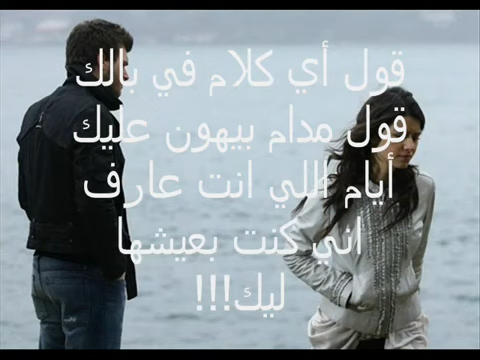 قول أي كلام في بالك
قول مدام بيهون عليك
أيام اللي انت عارف
اني كنت بعيشها
ليك!!!